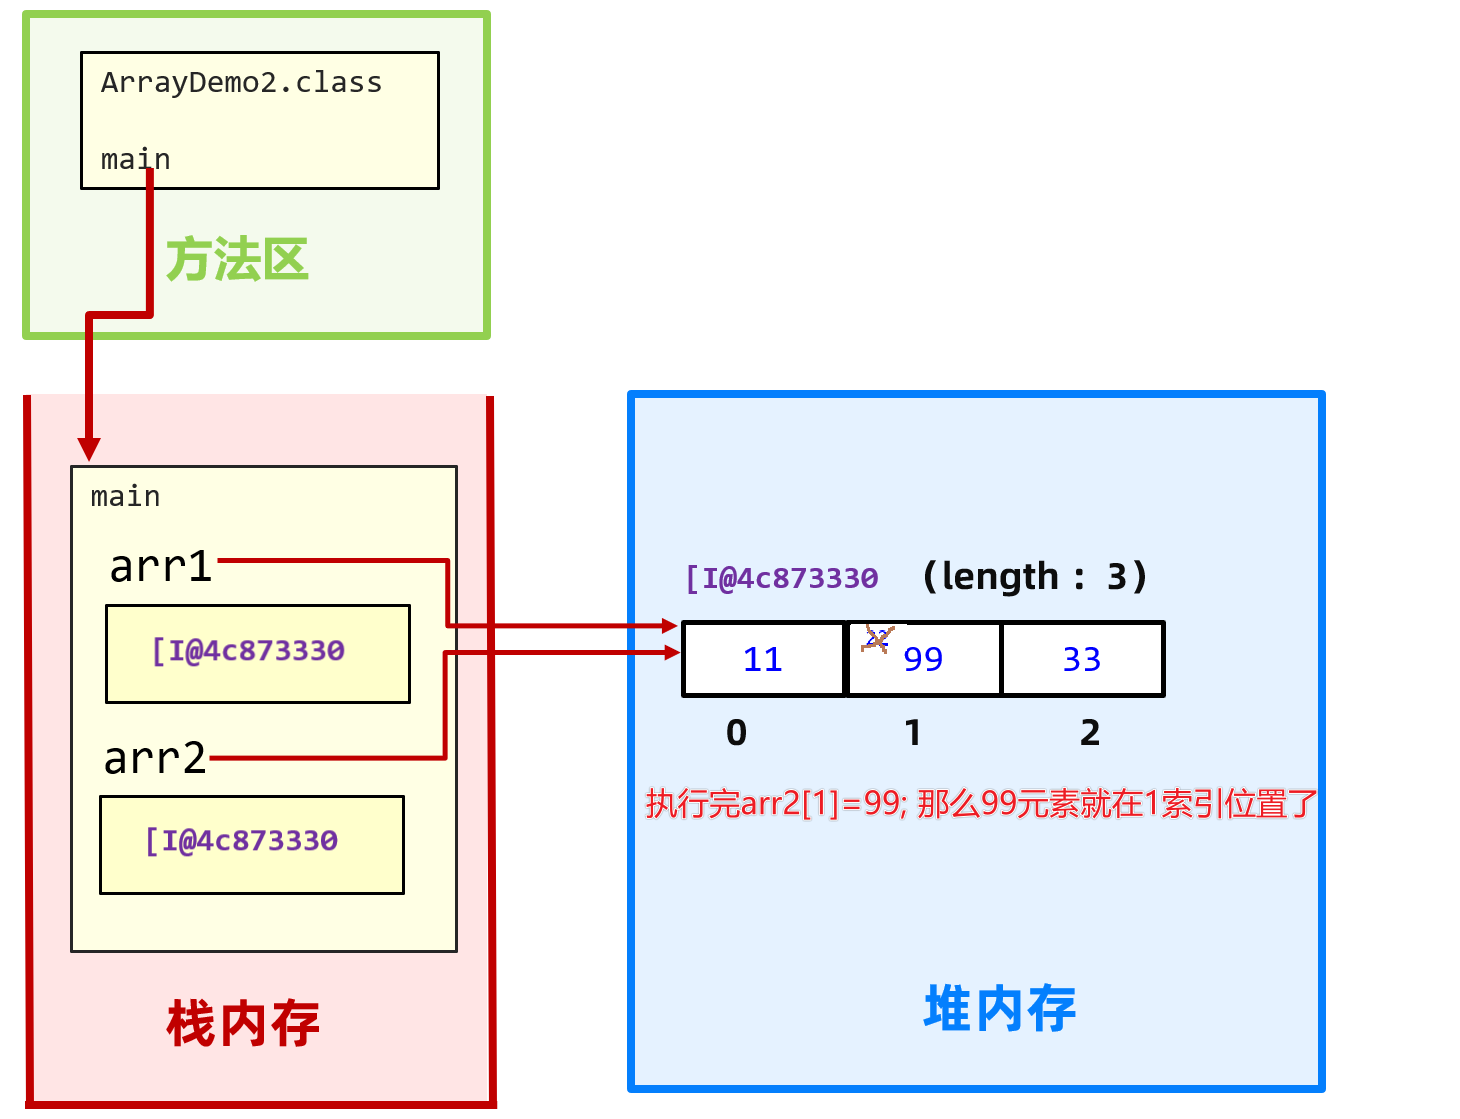 ArrayDemo2.class
main
方法区
main
arr1
[I@4c873330
arr2
[I@4c873330
栈内存
[I@4c873330 (length : 3)
11 22 99 33
0 1 2
执行完arr2[1]=99; 那么99元素就在1索引位置了
堆内存